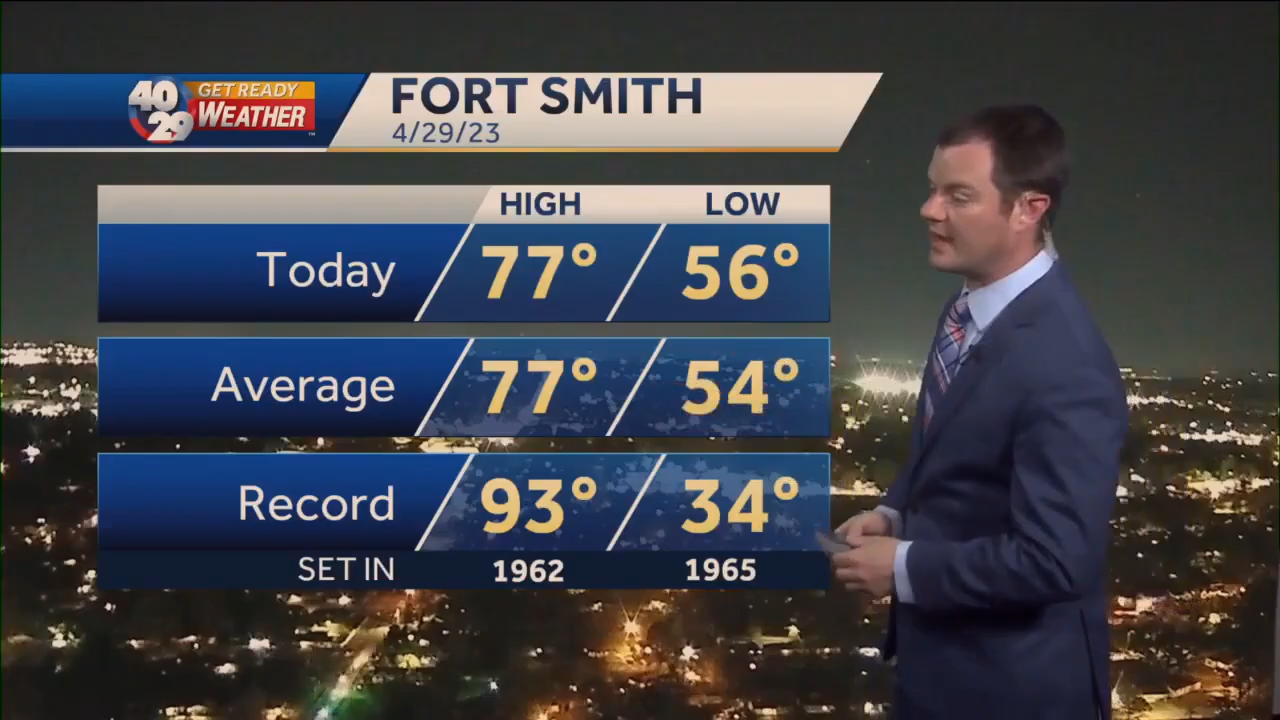 40
29
GET READY
WEATHER™
FORT SMITH
4/29/23
HIGH LOW
Today 77° 56°
Average 77° 54°
Record 93° 34°
SET IN 1962 1965